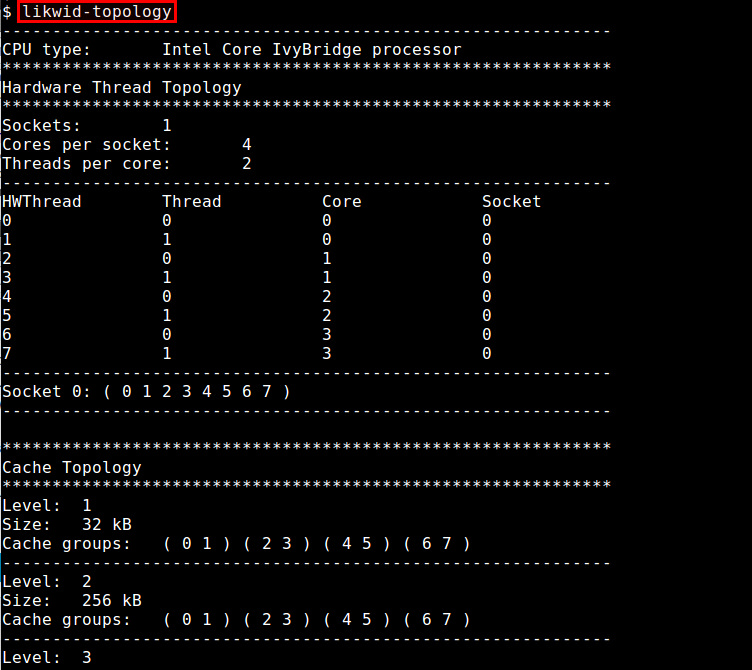 $ likwid-topology
-------------------------------------------------------------
CPU type:       Intel Core IvyBridge processor
*************************************************************
Hardware Thread Topology
*************************************************************
Sockets:        1
Cores per socket:       4
Threads per core:       2
-------------------------------------------------------------
HWThread        Thread          Core            Socket
0               0               0               0
1               1               0               0
2               0               1               0
3               1               1               0
4               0               2               0
5               1               2               0
6               0               3               0
7               1               3               0
-------------------------------------------------------------
Socket 0: ( 0 1 2 3 4 5 6 7 )
-------------------------------------------------------------
*************************************************************
Cache Topology
*************************************************************
Level:  1
Size:   32 kB
Cache groups:   ( 0 1 ) ( 2 3 ) ( 4 5 ) ( 6 7 )
-------------------------------------------------------------
Level:  2
Size:   256 kB
Cache groups:   ( 0 1 ) ( 2 3 ) ( 4 5 ) ( 6 7 )
-------------------------------------------------------------
Level:  3